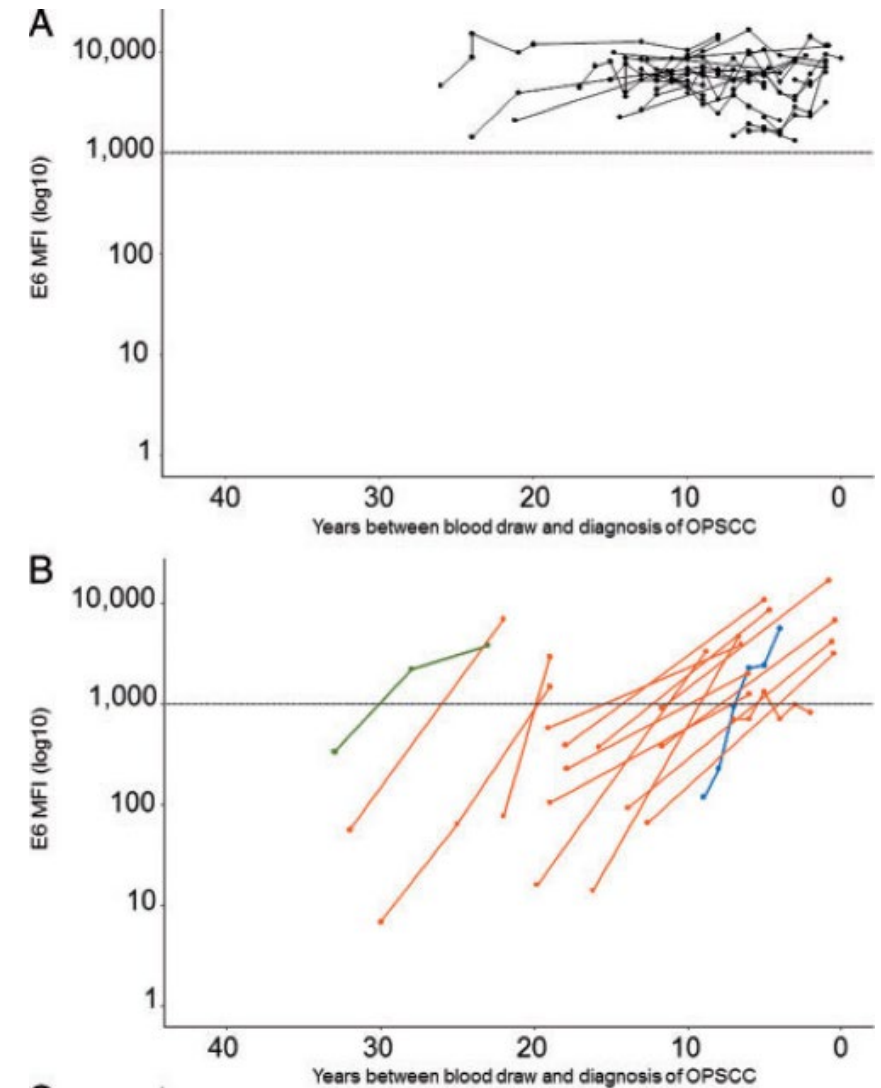 A
10,000
1,000
100
10
1
E6 MFI (log10)
40 30 20 10 0
Years between blood draw and diagnosis of OPSCC
B
10,000
1,000
100
10
1
E6 MFI (log10)
40 30 20 10 0
Years between blood draw and diagnosis of OPSCC